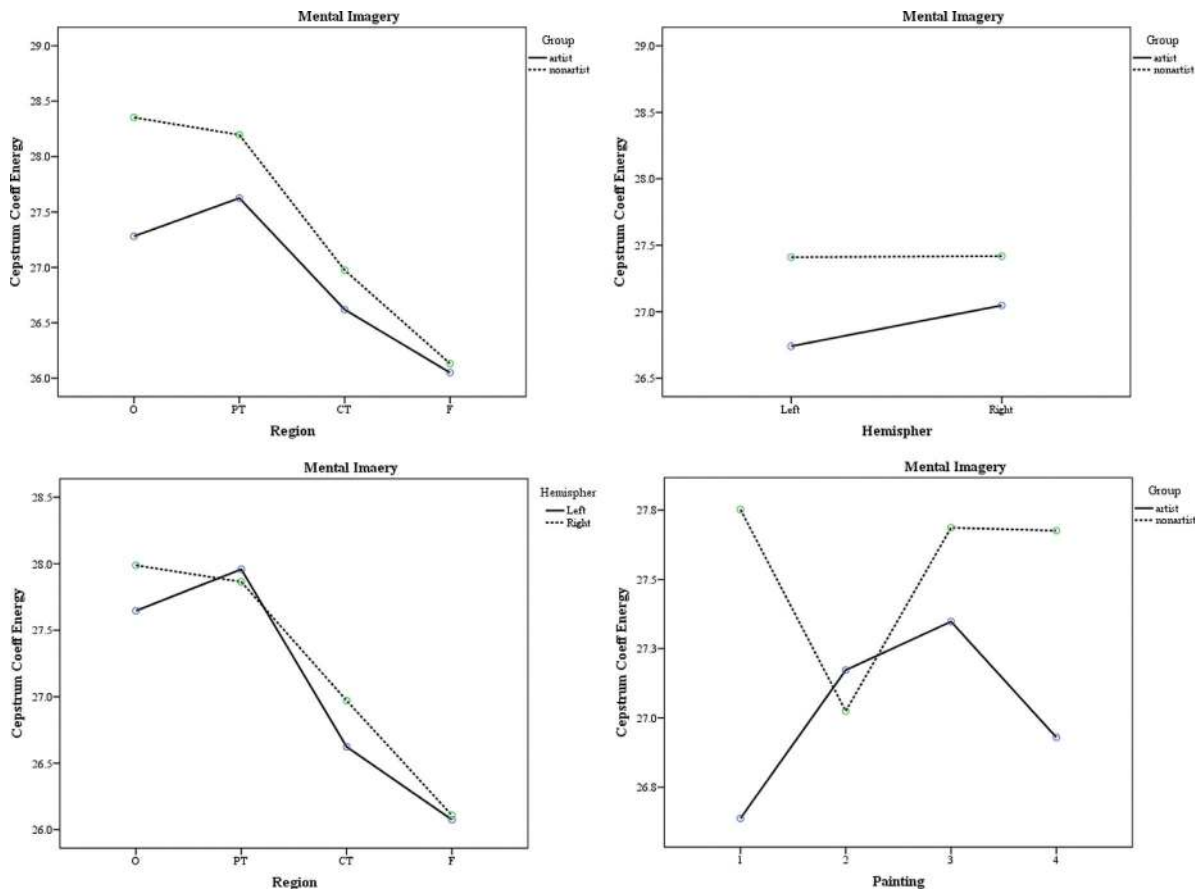 Mental Imagery
Group
artist
nonartist
Cepstrum Coeff Energy
29.0
28.5
28.0
27.5
27.0
26.5
26.0
O PT CT F
Region
Mental Imagery
Group
artist
nonartist
Cepstrum Coeff Energy
29.0
28.5
28.0
27.5
27.0
26.5
Left Right
Hemispher
Mental Imaery
Hemispher
Left
Right
Cepstrum Coeff Energy
28.5
28.0
27.5
27.0
26.5
26.0
O PT CT F
Region
Mental Imagery
Group
artist
nonartist
Cepstrum Coeff Energy
27.8
27.5
27.3
27.0
26.8
1 2 3 4
Painting